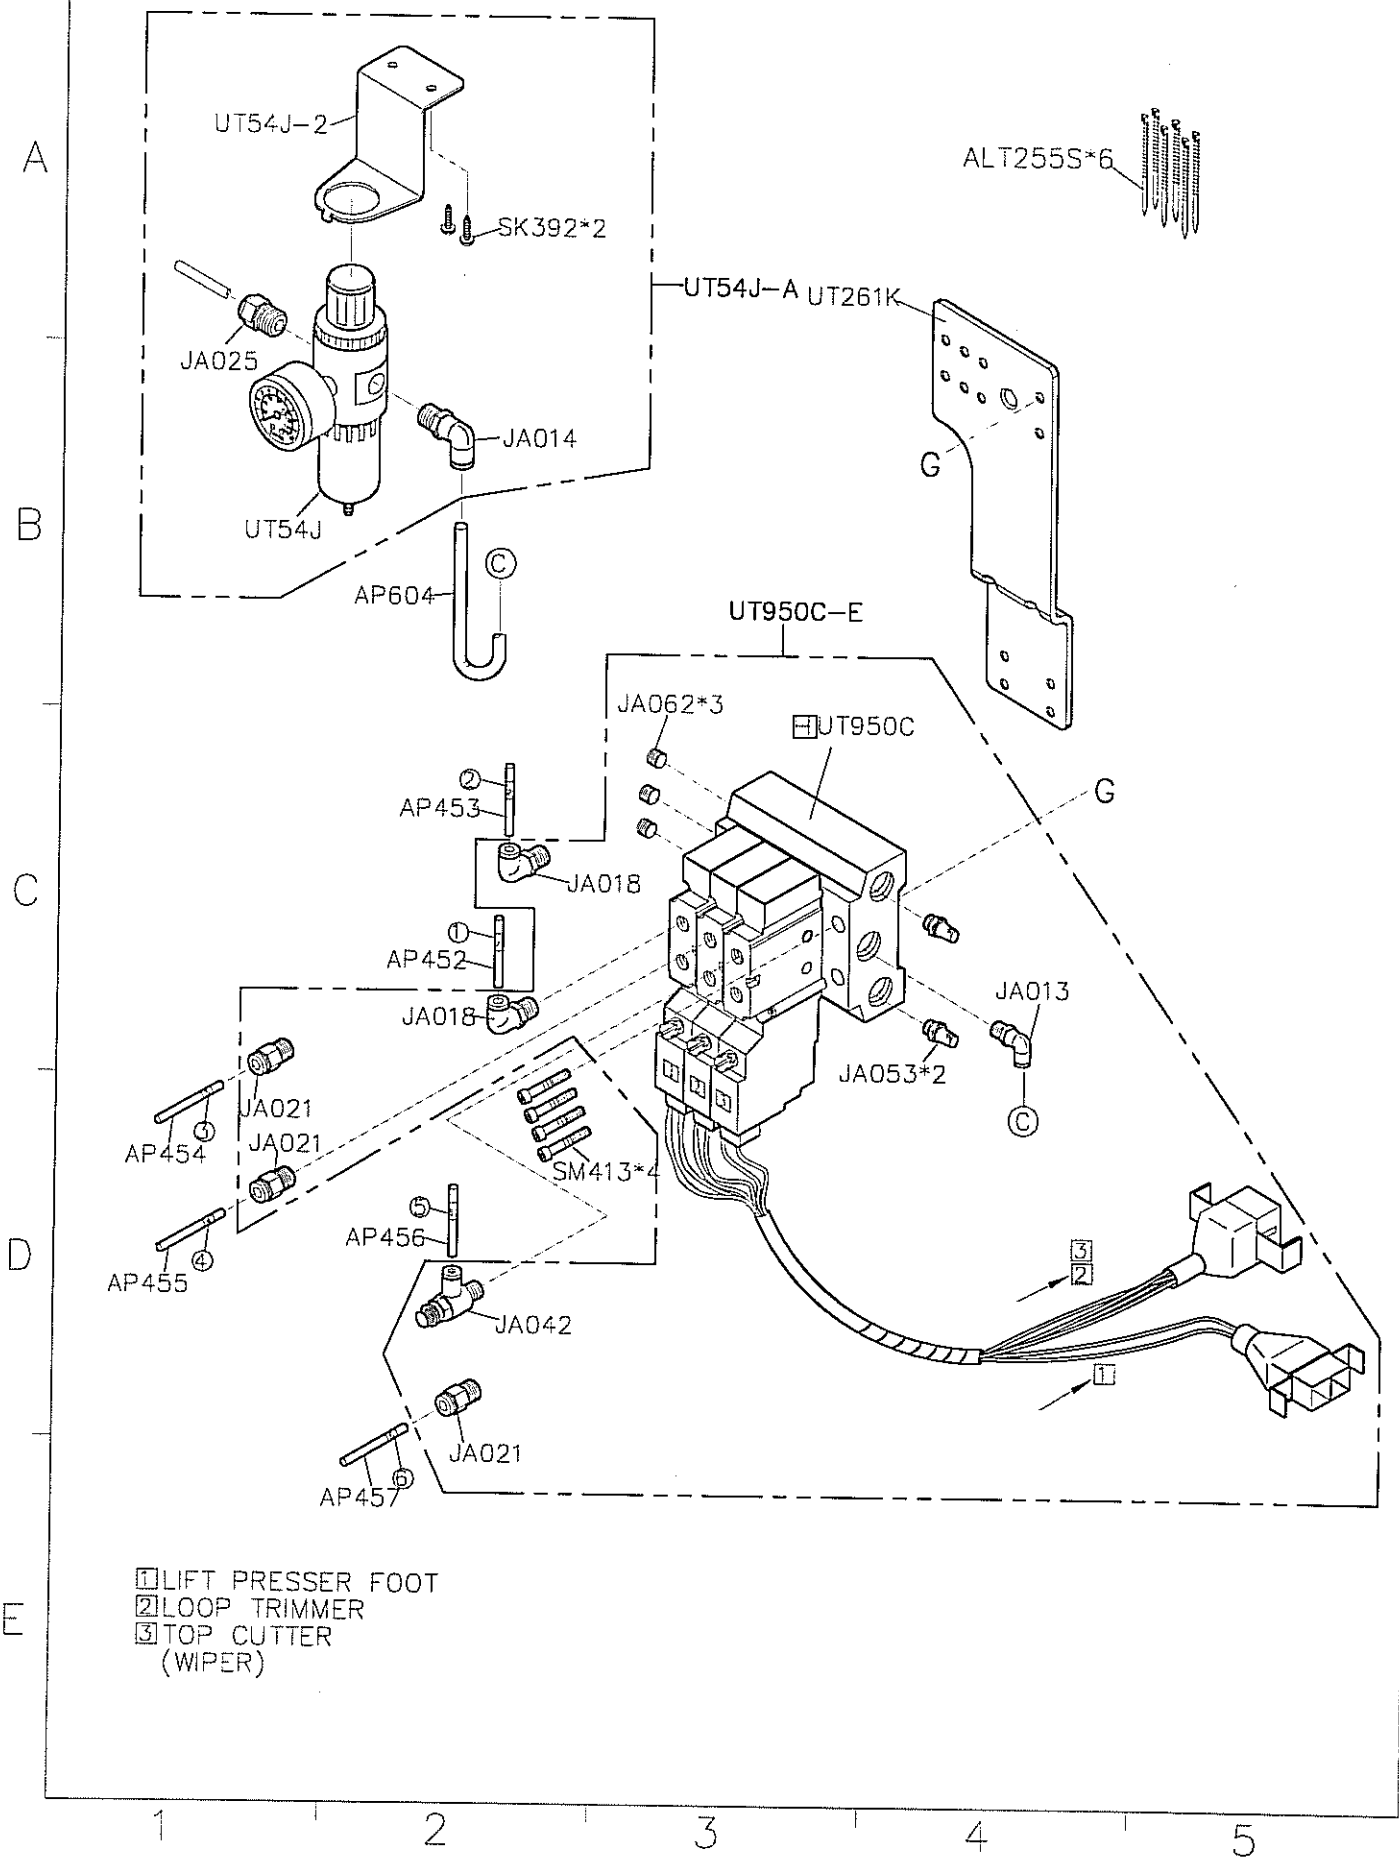 A
UT54J-2
ALT255S*6
SK392*2
UT54J-A
UT261K
JA025
JA014
G
B
UT54J
C
AP604
UT950C-E
JA062*3
H UT950C
2
AP453
G
JA018
C
1
AP452
JA018
JA013
JA053*2
JA021
3
AP454
C
JA021
SM413*4
5
AP456
D
4
AP455
3
2
JA042
1
JA021
6
AP457
1 LIFT PRESSER FOOT
2 LOOP TRIMMER
3 TOP CUTTER
(WIPER)
E
1
2
3
4
5